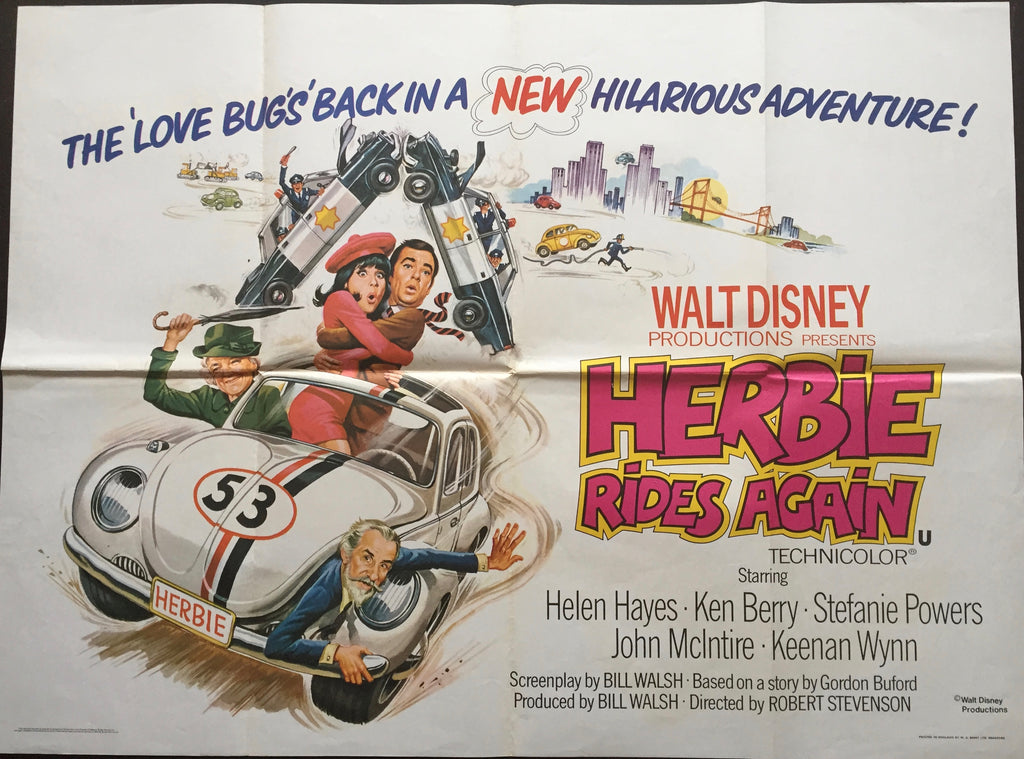 THE 'LOVE BUG'S' BACK IN A NEW HILARIOUS ADVENTURE!
WALT DISNEY
PRODUCTIONS PRESENTS
HERBIE
RIDES AGAIN
U
TECHNICOLOR®
Starring
Helen Hayes · Ken Berry · Stefanie Powers
John McIntire · Keenan Wynn
Screenplay by BILL WALSH · Based on a story by Gordon Buford
Produced by BILL WALSH · Directed by ROBERT STEVENSON
©Walt Disney
Productions
53
HERBIE